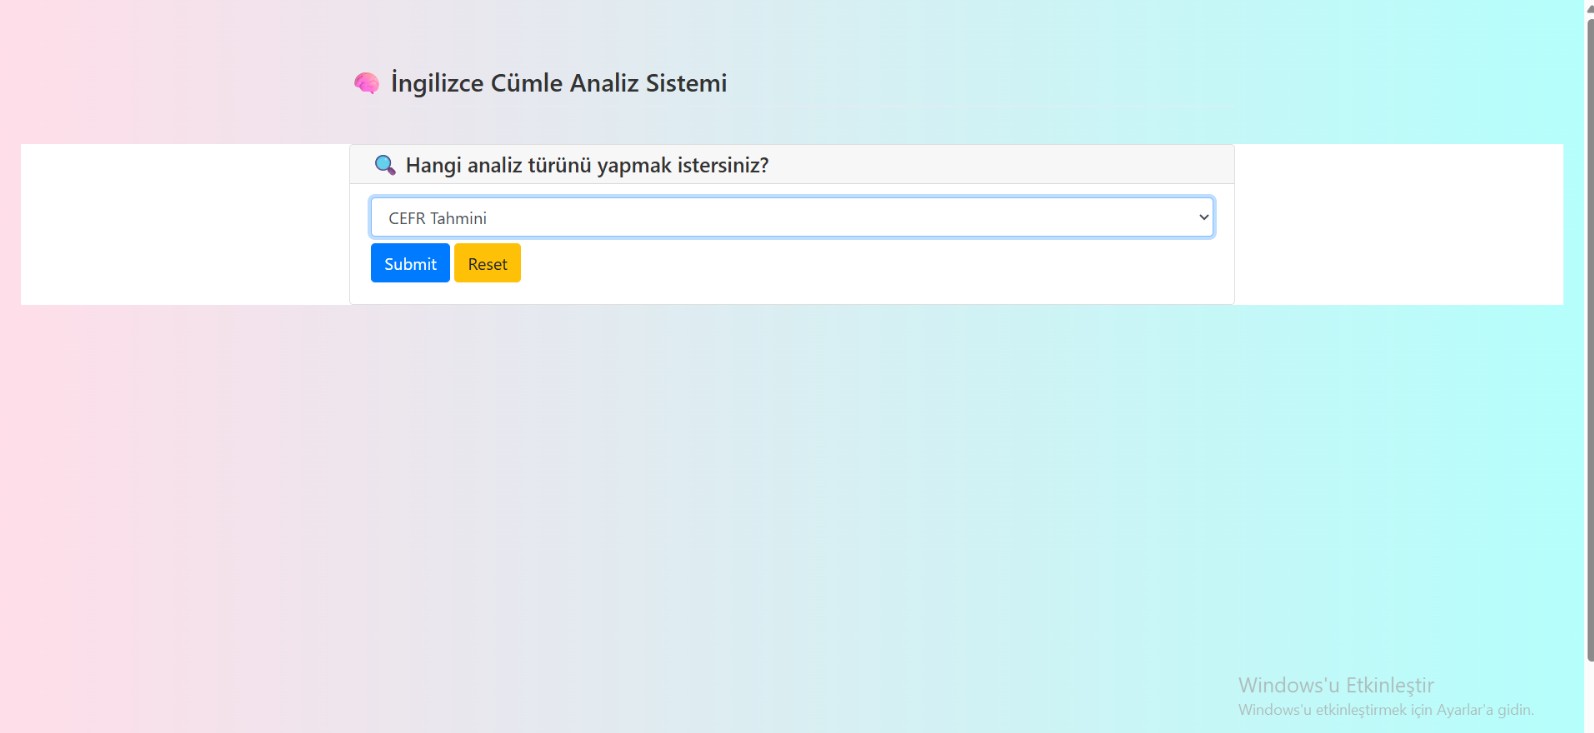 🧠 İngilizce Cümle Analiz Sistemi
🔍 Hangi analiz türünü yapmak istersiniz?
CEFR Tahmini
Submit Reset
Windows'u Etkinleştir
Windows'u etkinleştirmek için Ayarlar'a gidin.